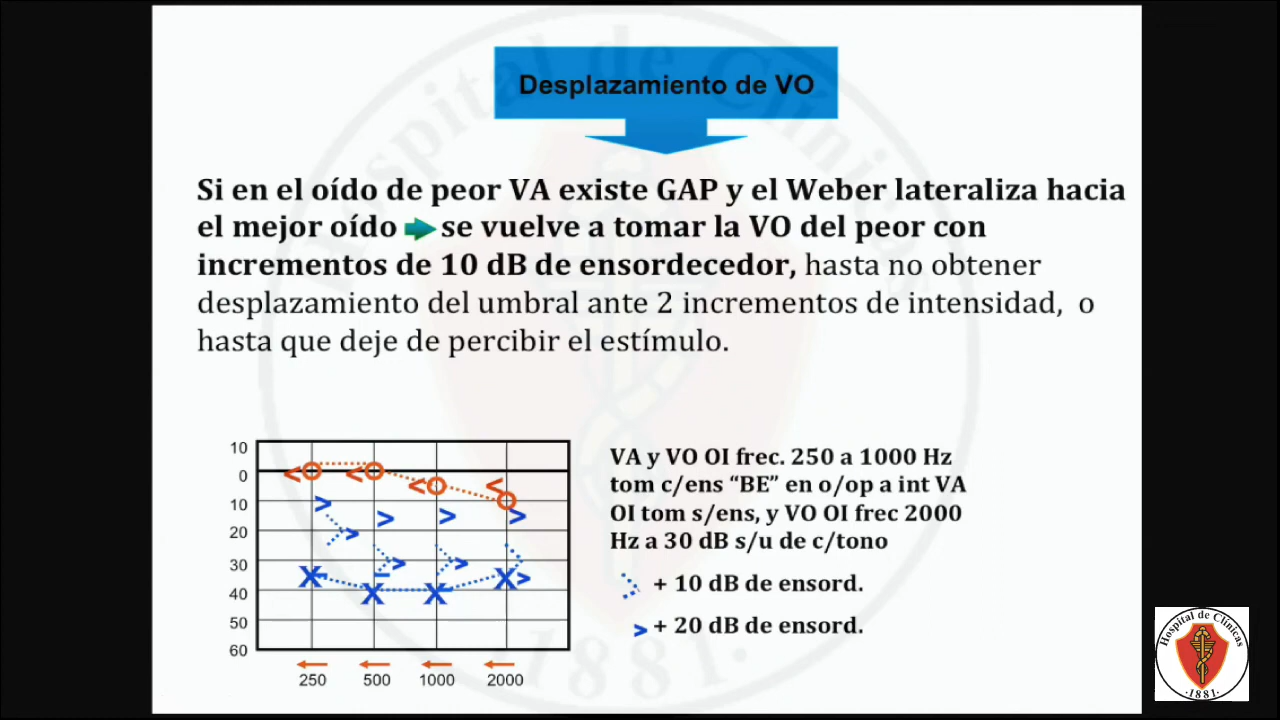 Desplazamiento de VO
Si en el oído de peor VA existe GAP y el Weber lateraliza hacia
el mejor oído se vuelve a tomar la VO del peor con
incrementos de 10 dB de ensordecedor, hasta no obtener
desplazamiento del umbral ante 2 incrementos de intensidad, o
hasta que deje de percibir el estímulo.
10
0
10
20
30
40
50
60
250 500 1000 2000
VA y VO OI frec. 250 a 1000 Hz
tom c/ens “BE” en o/op a int VA
OI tom s/ens, y VO OI frec 2000
Hz a 30 dB s/u de c/tono
+ 10 dB de ensord.
> + 20 dB de ensord.
Hospital de Clínicas
·1881·
Hospital de Clínicas
·1881·